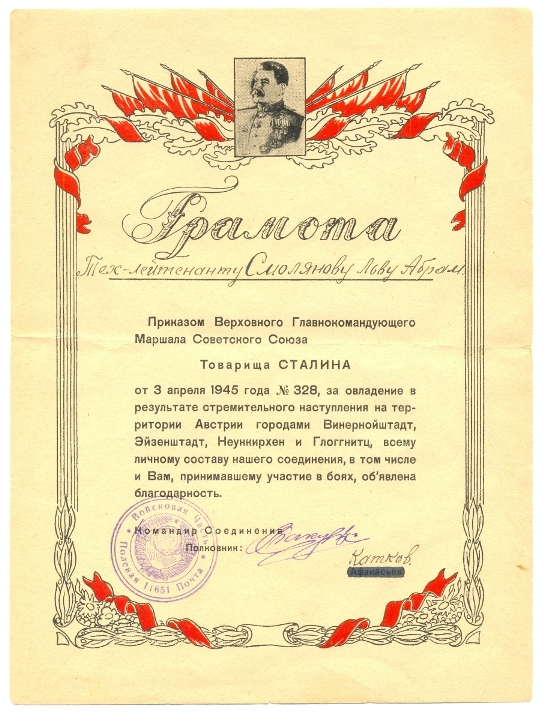 Грамота
Тех-лейтенанту Смолянову Льву Абрам
Приказом Верховного Главнокомандующего
Маршала Советского Союза
Товарища СТАЛИНА
от 3 апреля 1945 года № 328, за овладение в
результате стремительного наступления на тер-
ритории Австрии городами Винернойштадт,
Эйзенштадт, Неункирхен и Глоггнитц, всему
личному составу нашего соединения, в том числе
и Вам, принимавшему участие в боях, об'явлена
благодарность.
Командир Соединения
Полковник:
Катков.
Афанасьев
Войсковая Часть
Полевая Почта 11651